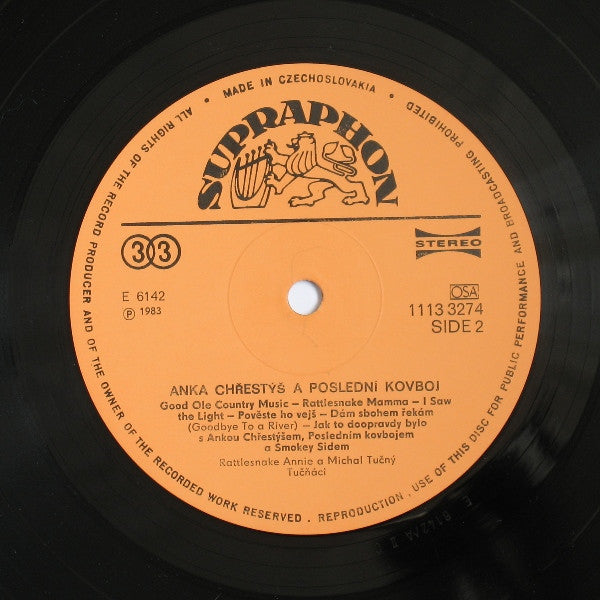 • MADE IN CZECHOSLOVAKIA •
ALL RIGHTS OF THE RECORD PRODUCER AND OF THE OWNER OF THE RECORDED WORK RESERVED . REPRODUCTION . USE OF THIS DISC FOR PUBLIC PERFORMANCE AND BROADCASTING PROHIBITED
SUPRAPHON
33
STEREO
E 6142
OSA
℗ 1983
1113 3274
SIDE 2
ANKA CHŘESTÝŠ A POSLEDNÍ KOVBOJ
Good Ole Country Music – Rattlesnake Mamma – I Saw
the Light – Pověste ho vejš – Dám sbohem řekám
(Goodbye To a River) – Jak to doopravdy bylo
s Ankou Chřestýšem, Posledním kovbojem
a Smokey Sidem
Rattlesnake Annie a Michal Tučný
Tučňáci